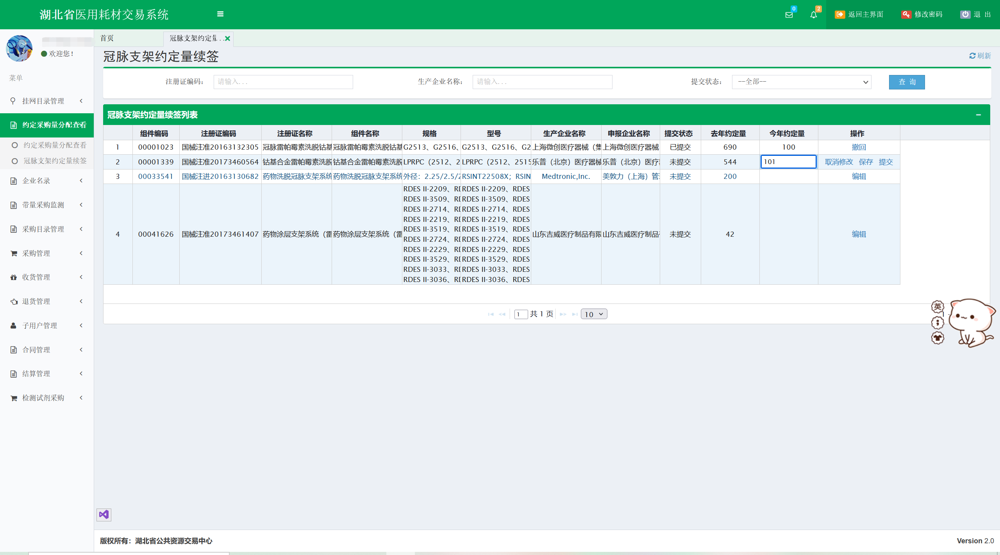 湖北省医用耗材交易系统
0
2
返回主界面
修改密码
退 出
欢迎您！
菜单
挂网目录管理
约定采购量分配查看
约定采购量分配查看
冠脉支架约定量续签
企业名录
带量采购监测
采购目录管理
采购管理
收货管理
退货管理
子用户管理
合同管理
结算管理
检测试剂采购
首页
冠脉支架约定量...
冠脉支架约定量续签
刷新
注册证编码：
请输入...
生产企业名称：
请输入...
提交状态：
--全部--
查 询
冠脉支架约定量续签列表
组件编码 注册证编码 注册证名称 组件名称 规格 型号 生产企业名称 申报企业名称 提交状态 去年约定量 今年约定量 操作
1 00001023 国械注准20163132305 冠脉雷帕霉素洗脱钴基 冠脉雷帕霉素洗脱钴基 G2513、G2516、 G2513、G2516、G2 上海微创医疗器械（集 上海微创医疗器械 已提交 690 100 撤回
2 00001339 国械注准20173460564 钴基合金雷帕霉素洗脱 钴基合金雷帕霉素洗脱 LPRPC（2512、2 LPRPC（2512、2515 乐普（北京）医疗器械 乐普（北京）医疗 未提交 544 101 取消修改 保存 提交
3 00033541 国械注进20163130682 药物洗脱冠脉支架系统 药物洗脱冠脉支架系统 外径：2.25/2.5/2 RSINT22508X；RSIN Medtronic,Inc. 美敦力（上海）管 未提交 200 编辑
4 00041626 国械注准20173461407 药物涂层支架系统（雷 药物涂层支架系统（雷 山东吉威医疗制品有限 山东吉威医疗制品 未提交 42 编辑
RDES II-2209、RD RDES II-2209、RDES
RDES II-3509、RD RDES II-3509、RDES
RDES II-2714、RD RDES II-2714、RDES
RDES II-2219、RD RDES II-2219、RDES
RDES II-3519、RD RDES II-3519、RDES
RDES II-2724、RD RDES II-2724、RDES
RDES II-2229、RD RDES II-2229、RDES
RDES II-3529、RD RDES II-3529、RDES
RDES II-3033、RD RDES II-3033、RDES
RDES II-3036、RD RDES II-3036、RDES
1 共 1 页 10
1 -
英
；
版权所有：湖北省公共资源交易中心
Version 2.0